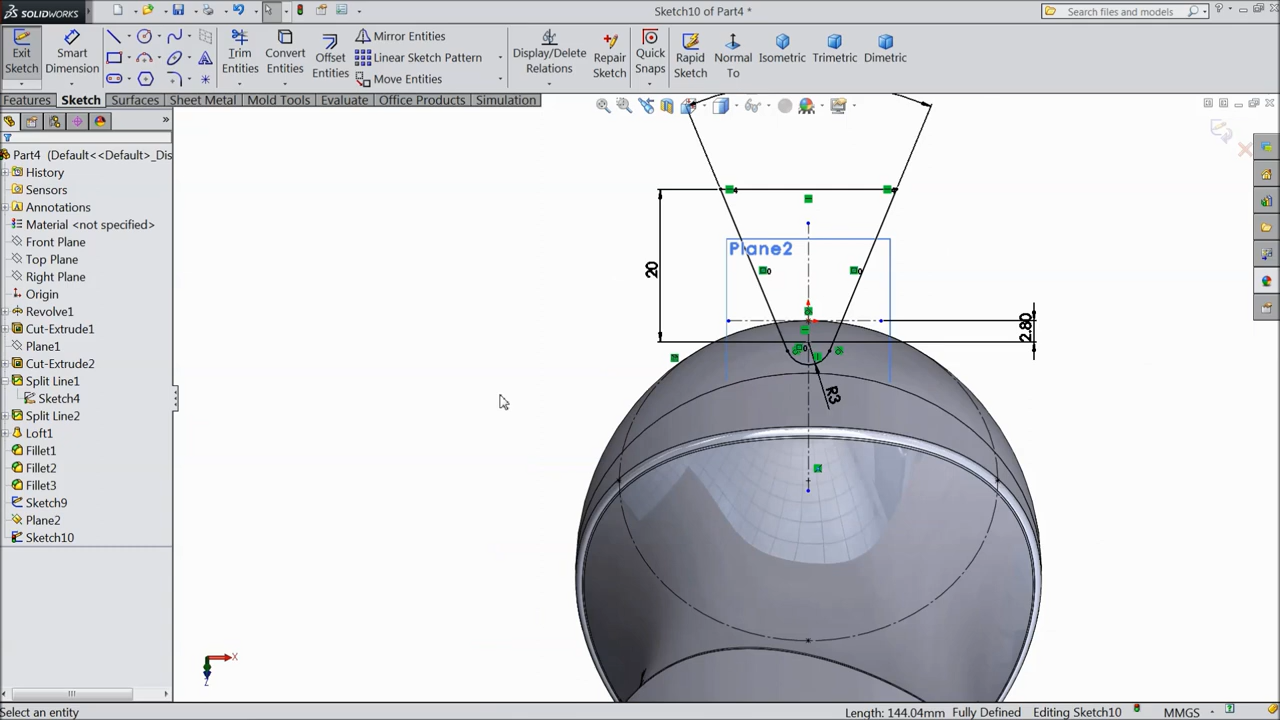 SOLIDWORKS
Sketch10 of Part4 *
Search files and models
Exit Sketch
Smart Dimension
Trim Entities
Convert Entities
Offset Entities
Mirror Entities
Linear Sketch Pattern
Move Entities
Display/Delete Relations
Repair Sketch
Quick Snaps
Rapid Sketch
Normal To
Isometric
Trimetric
Dimetric
Features
Sketch
Surfaces
Sheet Metal
Mold Tools
Evaluate
Office Products
Simulation
Part4 (Default<<Default>_Dis
History
Sensors
Annotations
Material <not specified>
Front Plane
Top Plane
Right Plane
Origin
Revolve1
Cut-Extrude1
Plane1
Cut-Extrude2
Split Line1
Sketch4
Split Line2
Loft1
Fillet1
Fillet2
Fillet3
Sketch9
Plane2
Sketch10
Plane2
20
2.80
R3
X
Z
Select an entity
Length: 144.04mm
Fully Defined
Editing Sketch10
MMGS